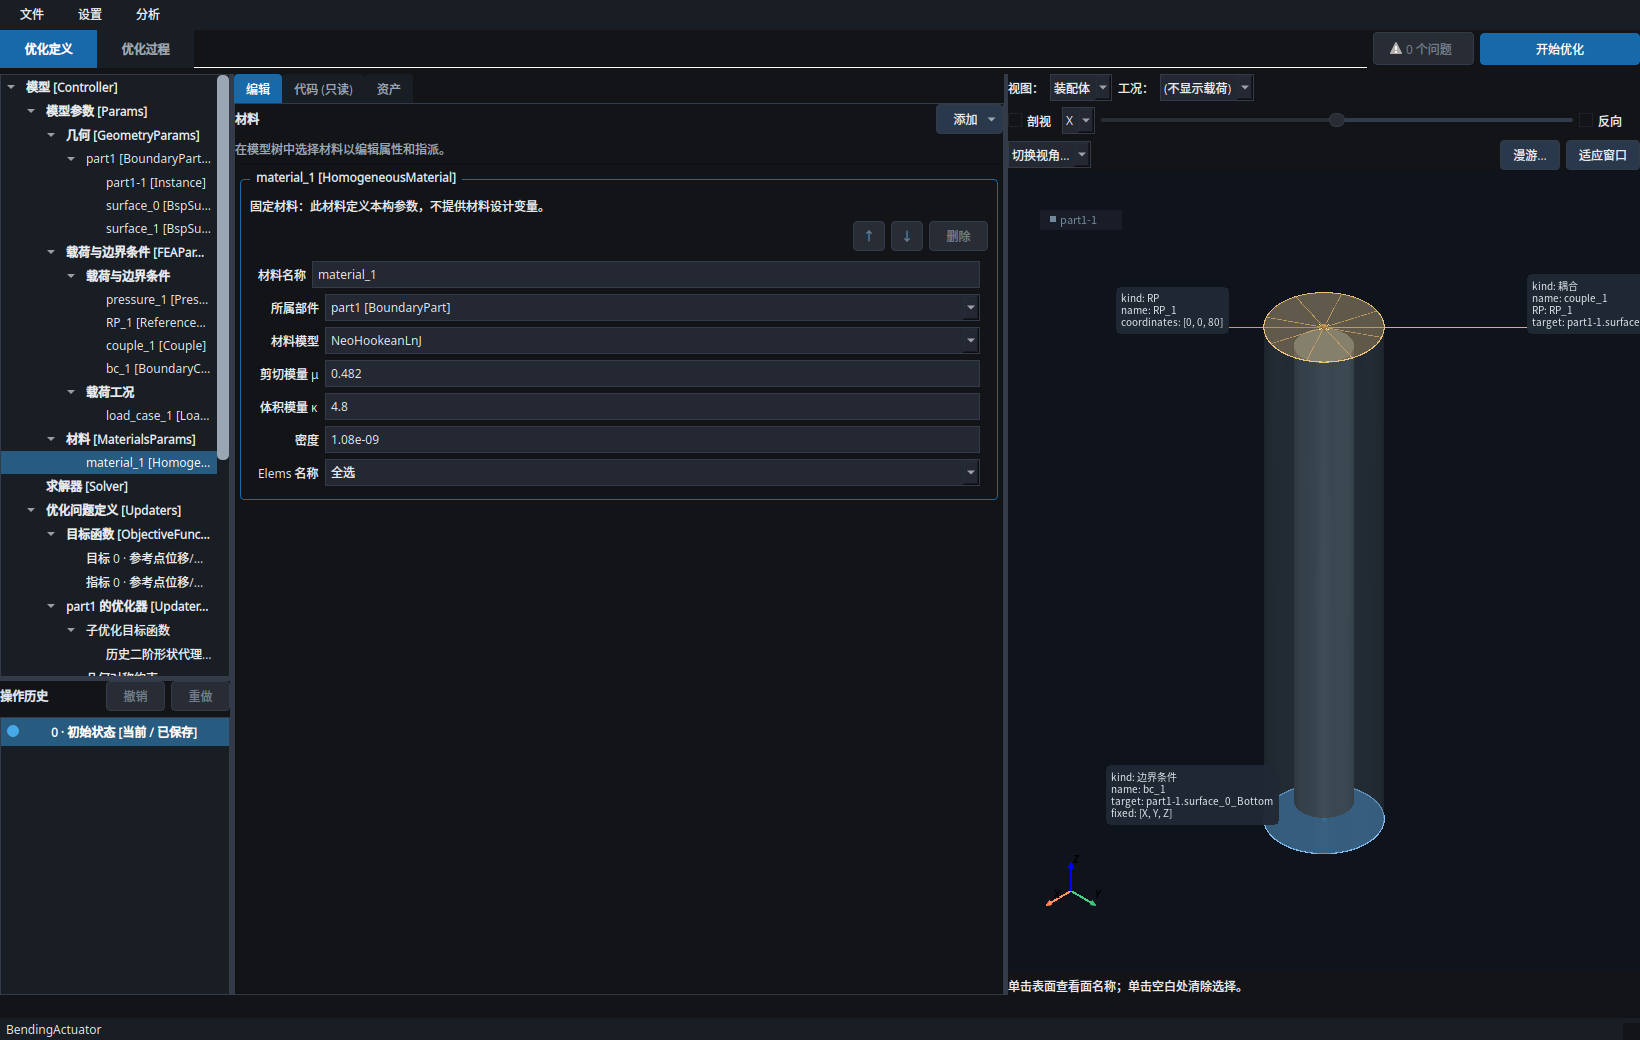 文件 设置 分析
优化定义 优化过程 0 个问题 开始优化
模型 [Controller]
模型参数 [Params]
几何 [GeometryParams]
part1 [BoundaryPart...
part1-1 [Instance]
surface_0 [BspSu...
surface_1 [BspSu...
载荷与边界条件 [FEAPar...
载荷与边界条件
pressure_1 [Pres...
RP_1 [Reference...
couple_1 [Couple]
bc_1 [BoundaryC...
载荷工况
load_case_1 [Loa...
材料 [MaterialsParams]
material_1 [Homoge...
求解器 [Solver]
优化问题定义 [Updaters]
目标函数 [ObjectiveFunc...
目标 0 · 参考点位移/...
指标 0 · 参考点位移/...
part1 的优化器 [Updater...
子优化目标函数
历史二阶形状代理...
操作历史 撤销 重做
0 · 初始状态 [当前 / 已保存]
编辑 代码 (只读) 资产
材料 添加
在模型树中选择材料以编辑属性和指派。
material_1 [HomogeneousMaterial]
固定材料：此材料定义本构参数，不提供材料设计变量。
↑ ↓ 删除
材料名称 material_1
所属部件 part1 [BoundaryPart]
材料模型 NeoHookeanLnJ
剪切模量 μ 0.482
体积模量 κ 4.8
密度 1.08e-09
Elems 名称 全选
视图： 装配体 工况： (不显示载荷)
剖视 X 反向
切换视角... 漫游... 适应窗口
part1-1
kind: RP
name: RP_1
coordinates: [0, 0, 80]
kind: 耦合
name: couple_1
RP: RP_1
target: part1-1.surface
kind: 边界条件
name: bc_1
target: part1-1.surface_0_Bottom
fixed: [X, Y, Z]
Z
Y
单击表面查看面名称；单击空白处清除选择。
BendingActuator